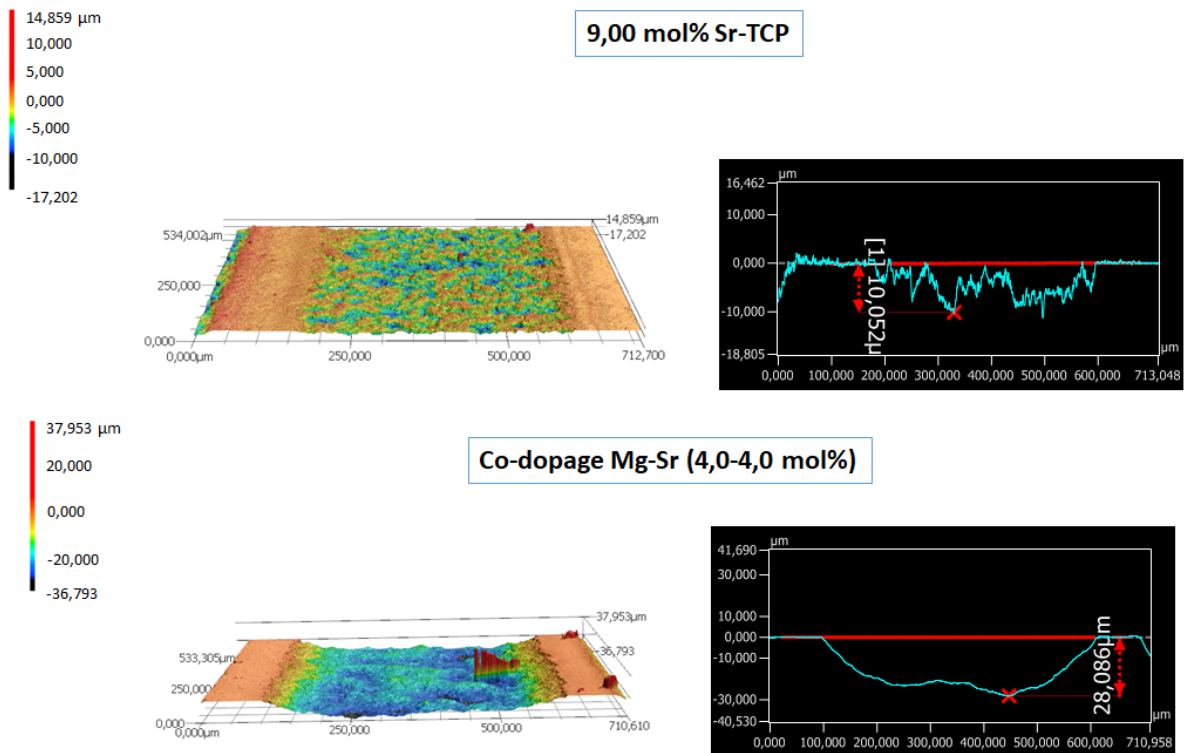 14,859 µm
10,000
5,000
0,000
-5,000
-10,000
-17,202
9,00 mol% Sr-TCP
534,002µm
250,000
0,000
0,000µm
250,000
500,000
712,700
14,859µm
-17,202
µm
16,462
10,000
0,000
-10,000
-18,805
[1] 10,052µ
µm
0,000 100,000 200,000 300,000 400,000 500,000 600,000 713,048
37,953 µm
20,000
0,000
-20,000
-36,793
Co-dopage Mg-Sr (4,0-4,0 mol%)
533,305µm
250,000
0,000
0,000µm
250,000
500,000
710,610
37,953µm
-36,793
µm
41,690
30,000
10,000
0,000
-10,000
-30,000
-40,530
28,086µm
µm
0,000 100,000 200,000 300,000 400,000 500,000 600,000 710,958